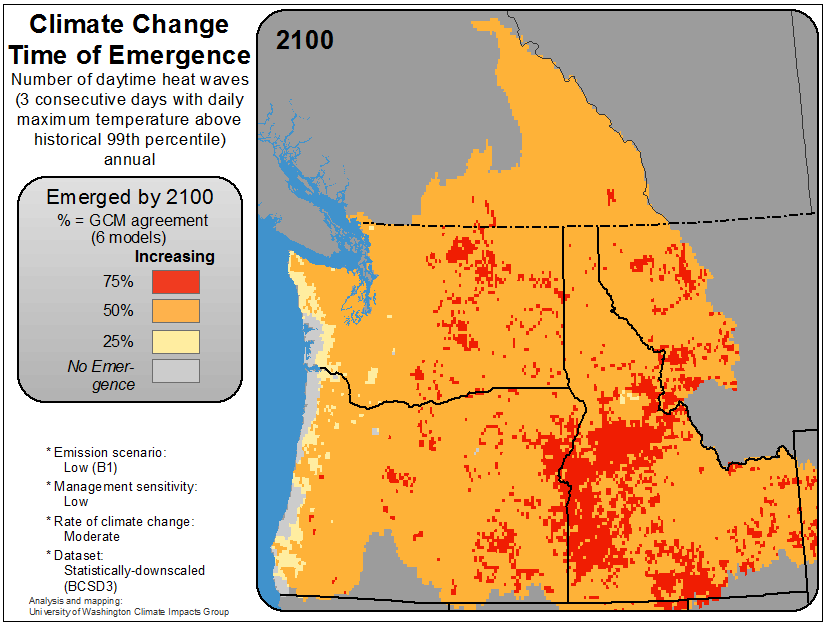 Climate Change
Time of Emergence
Number of daytime heat waves
(3 consecutive days with daily
maximum temperature above
historical 99th percentile)
annual
Emerged by 2100
% = GCM agreement
(6 models)
Increasing
75%
50%
25%
No Emer-
gence
* Emission scenario:
Low (B1)
* Management sensitivity:
Low
* Rate of climate change:
Moderate
* Dataset:
Statistically-downscaled
(BCSD3)
Analysis and mapping:
University of Washington Climate Impacts Group
2100